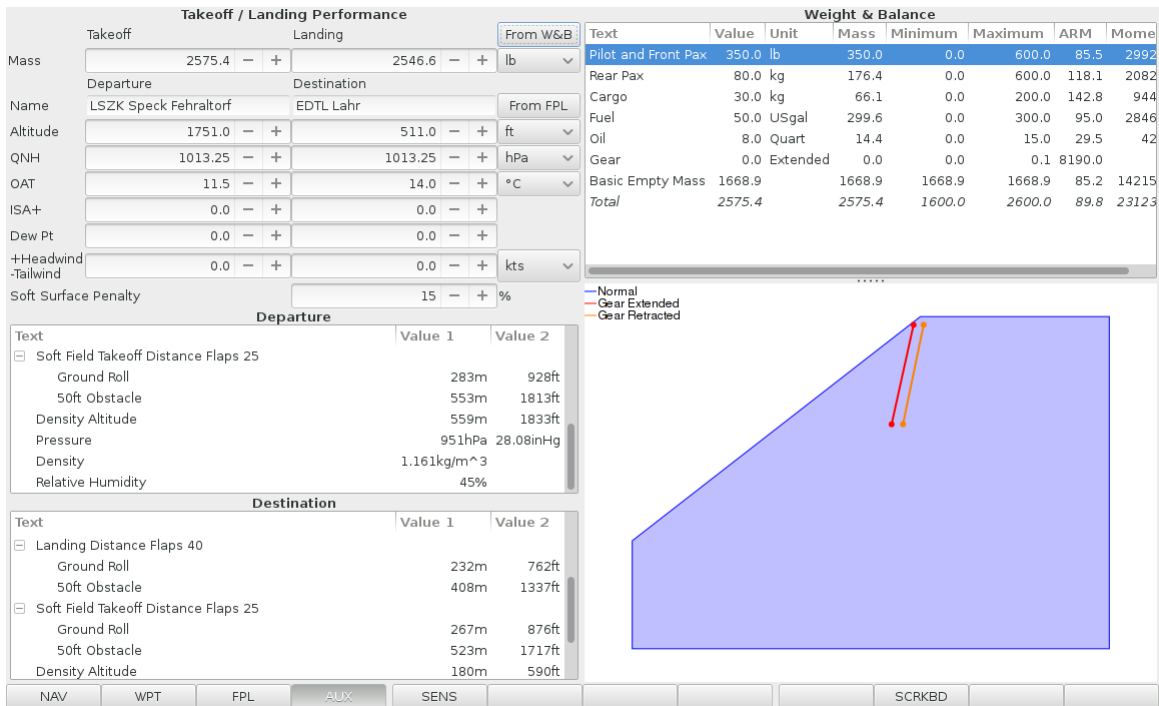 Takeoff / Landing Performance
Takeoff Landing From W&B
Mass 2575.4 − + 2546.6 − + lb
Departure Destination
Name LSZK Speck Fehraltorf EDTL Lahr From FPL
Altitude 1751.0 − + 511.0 − + ft
QNH 1013.25 − + 1013.25 − + hPa
OAT 11.5 − + 14.0 − + °C
ISA+ 0.0 − + 0.0 − +
Dew Pt 0.0 − + 0.0 − +
+Headwind
-Tailwind 0.0 − + 0.0 − + kts
Soft Surface Penalty 15 − + %
Departure
Text Value 1 Value 2
Soft Field Takeoff Distance Flaps 25
Ground Roll 283m 928ft
50ft Obstacle 553m 1813ft
Density Altitude 559m 1833ft
Pressure 951hPa 28.08inHg
Density 1.161kg/m^3
Relative Humidity 45%
Destination
Text Value 1 Value 2
Landing Distance Flaps 40
Ground Roll 232m 762ft
50ft Obstacle 408m 1337ft
Soft Field Takeoff Distance Flaps 25
Ground Roll 267m 876ft
50ft Obstacle 523m 1717ft
Density Altitude 180m 590ft
Weight & Balance
Text Value Unit Mass Minimum Maximum ARM Mome
Pilot and Front Pax 350.0 lb 350.0 0.0 600.0 85.5 2992
Rear Pax 80.0 kg 176.4 0.0 600.0 118.1 2082
Cargo 30.0 kg 66.1 0.0 200.0 142.8 944
Fuel 50.0 USgal 299.6 0.0 300.0 95.0 2846
Oil 8.0 Quart 14.4 0.0 15.0 29.5 42
Gear 0.0 Extended 0.0 0.0 0.1 8190.0
Basic Empty Mass 1668.9 1668.9 1668.9 1668.9 85.2 14215
Total 2575.4 2575.4 1600.0 2600.0 89.8 23123
Normal
Gear Extended
Gear Retracted
NAV WPT FPL AUX SENS SCRKBD